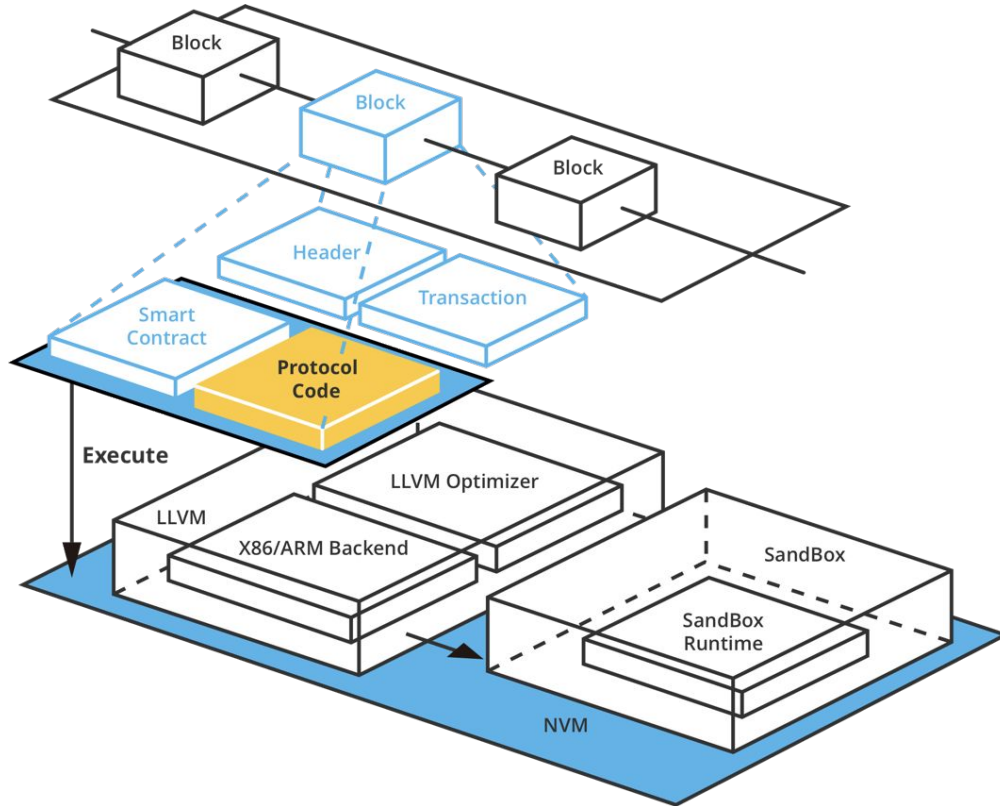 Block
Block
Block
Header
Transaction
Smart
Contract
Protocol
Code
Execute
LLVM Optimizer
LLVM
X86/ARM Backend
SandBox
SandBox
Runtime
NVM